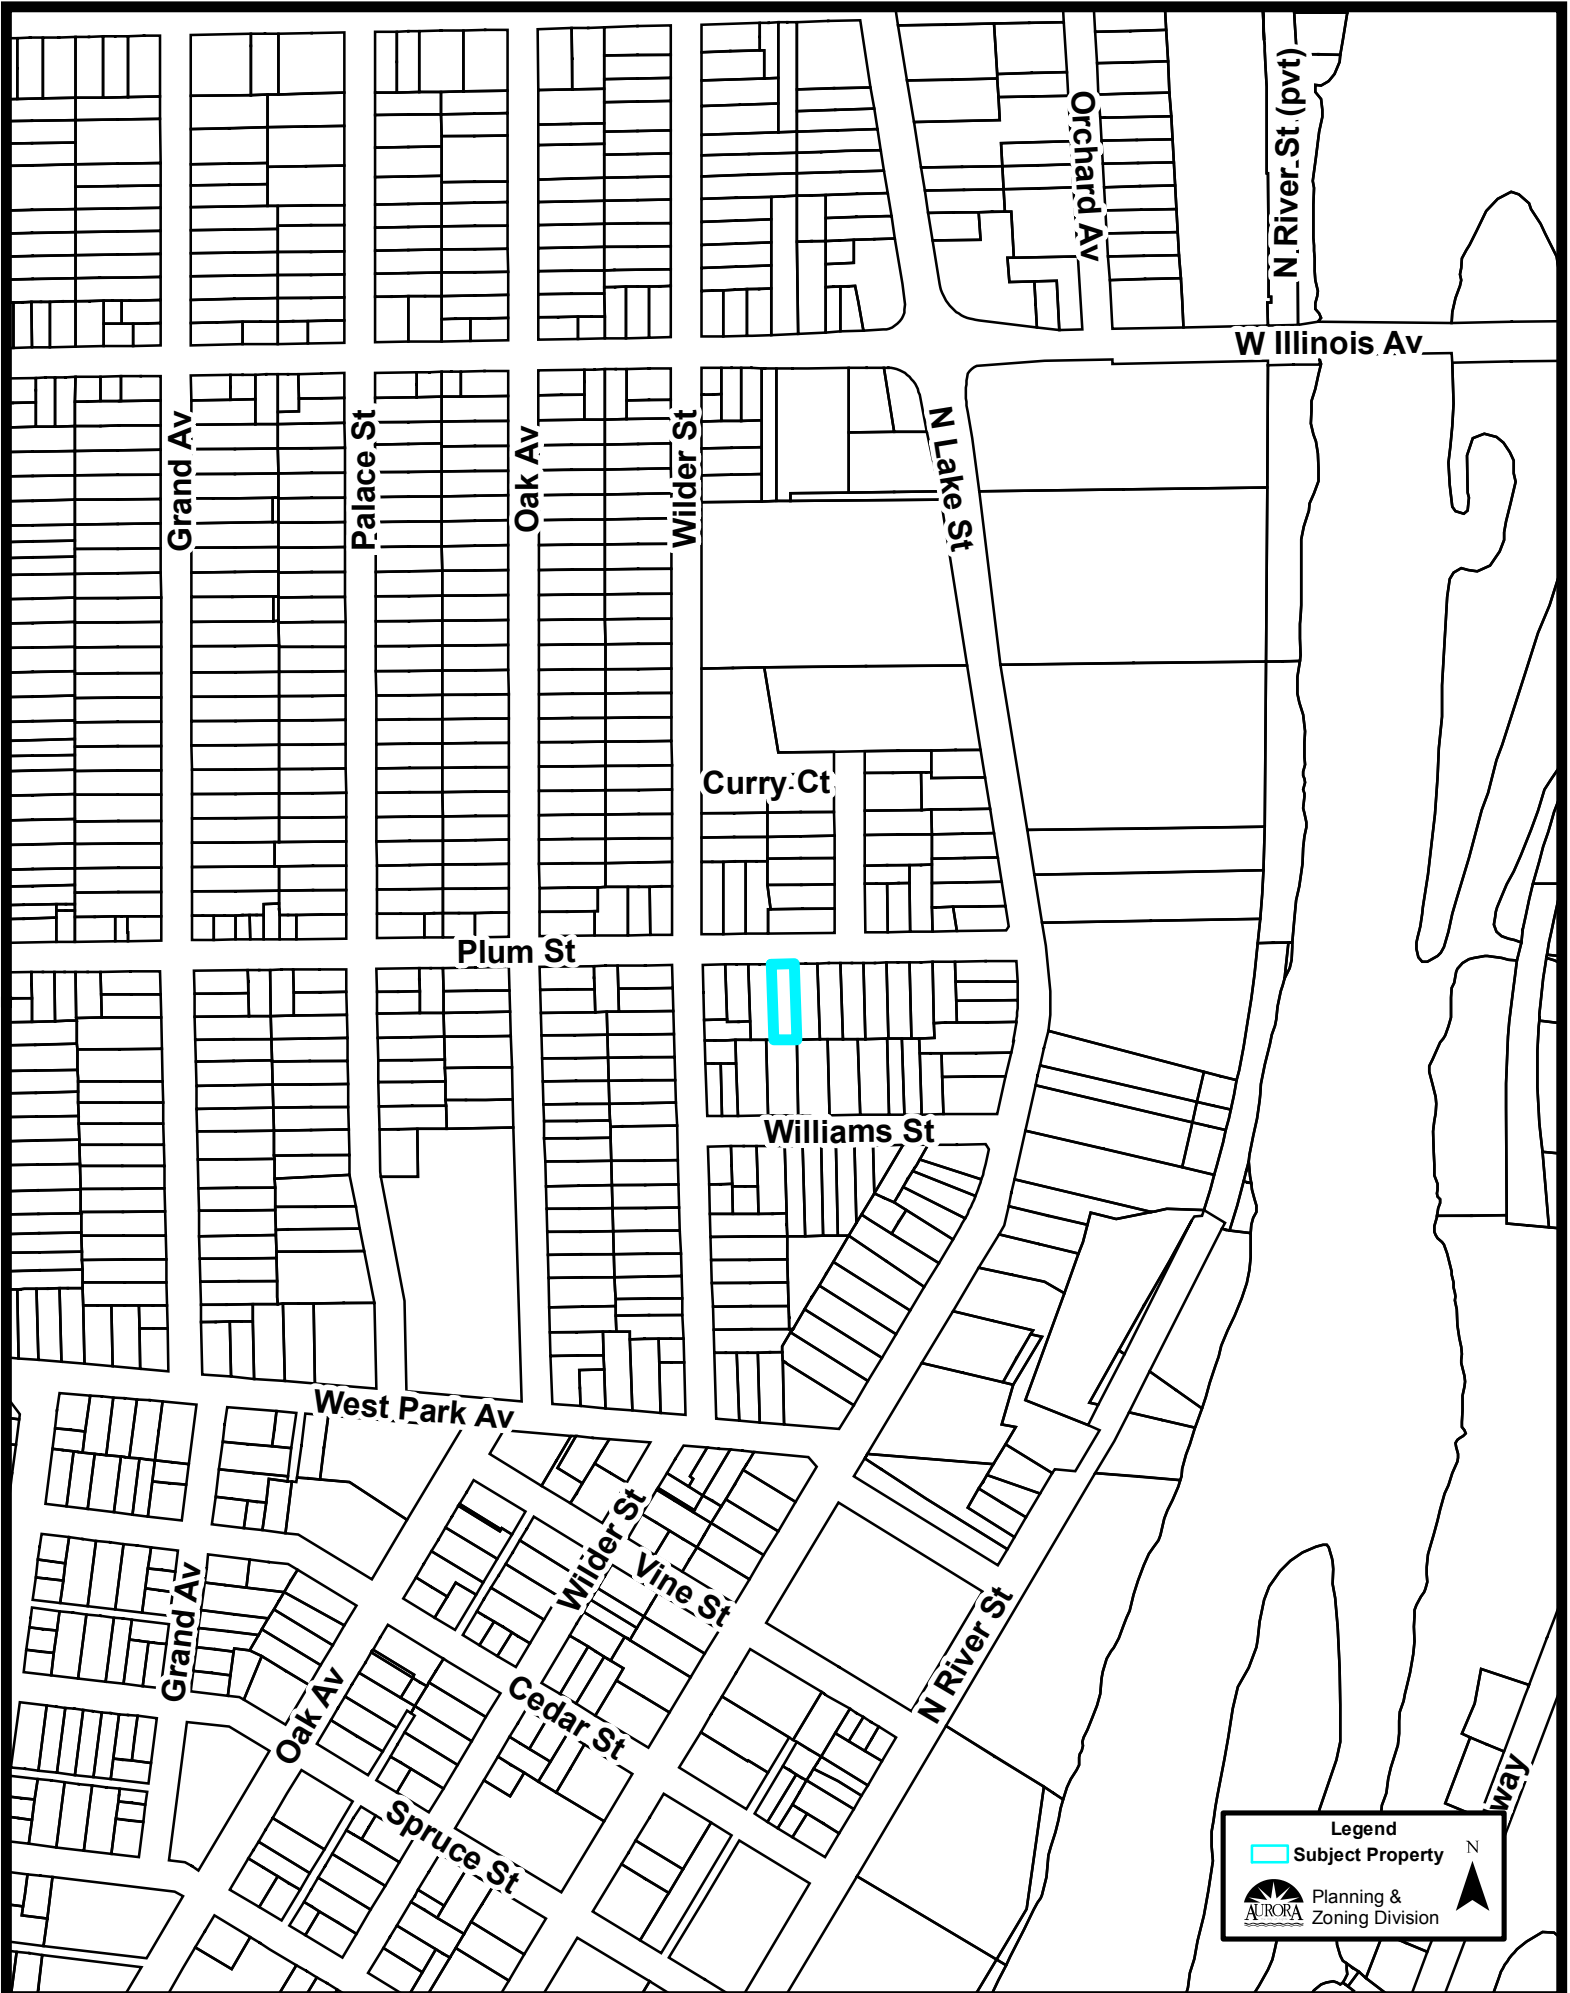 N River St (pvt)
Orchard Av
W Illinois Av
Grand Av
Palace St
Oak Av
Wilder St
N Lake St
Curry Ct
Plum St
Williams St
West Park Av
Wilder St
Vine St
Grand Av
N River St
Oak Av
Cedar St
Spruce St
way
Legend
Subject Property
N
AURORA
Planning &
Zoning Division